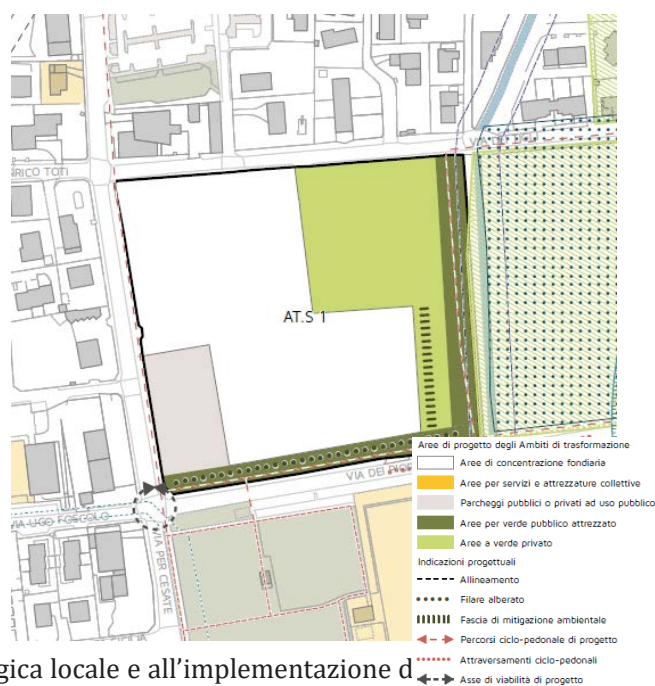 NRICO TOTI
AT.S 1
VIA UGO FOSCOLO
VIA PER CESATE
Aree di progetto degli Ambiti di trasformazione
Aree di concentrazione fondiaria
Aree per servizi e attrezzature collettive
Parcheggi pubblici o privati ad uso pubblico
Aree per verde pubblico attrezzato
Aree a verde privato
Indicazioni progettuali
Allineamento
Filare alberato
Fascia di mitigazione ambientale
Percorsi ciclo-pedonale di progetto
Attraversamenti ciclo-pedonali
Asse di viabilità di progetto
gica locale e all’implementazione d